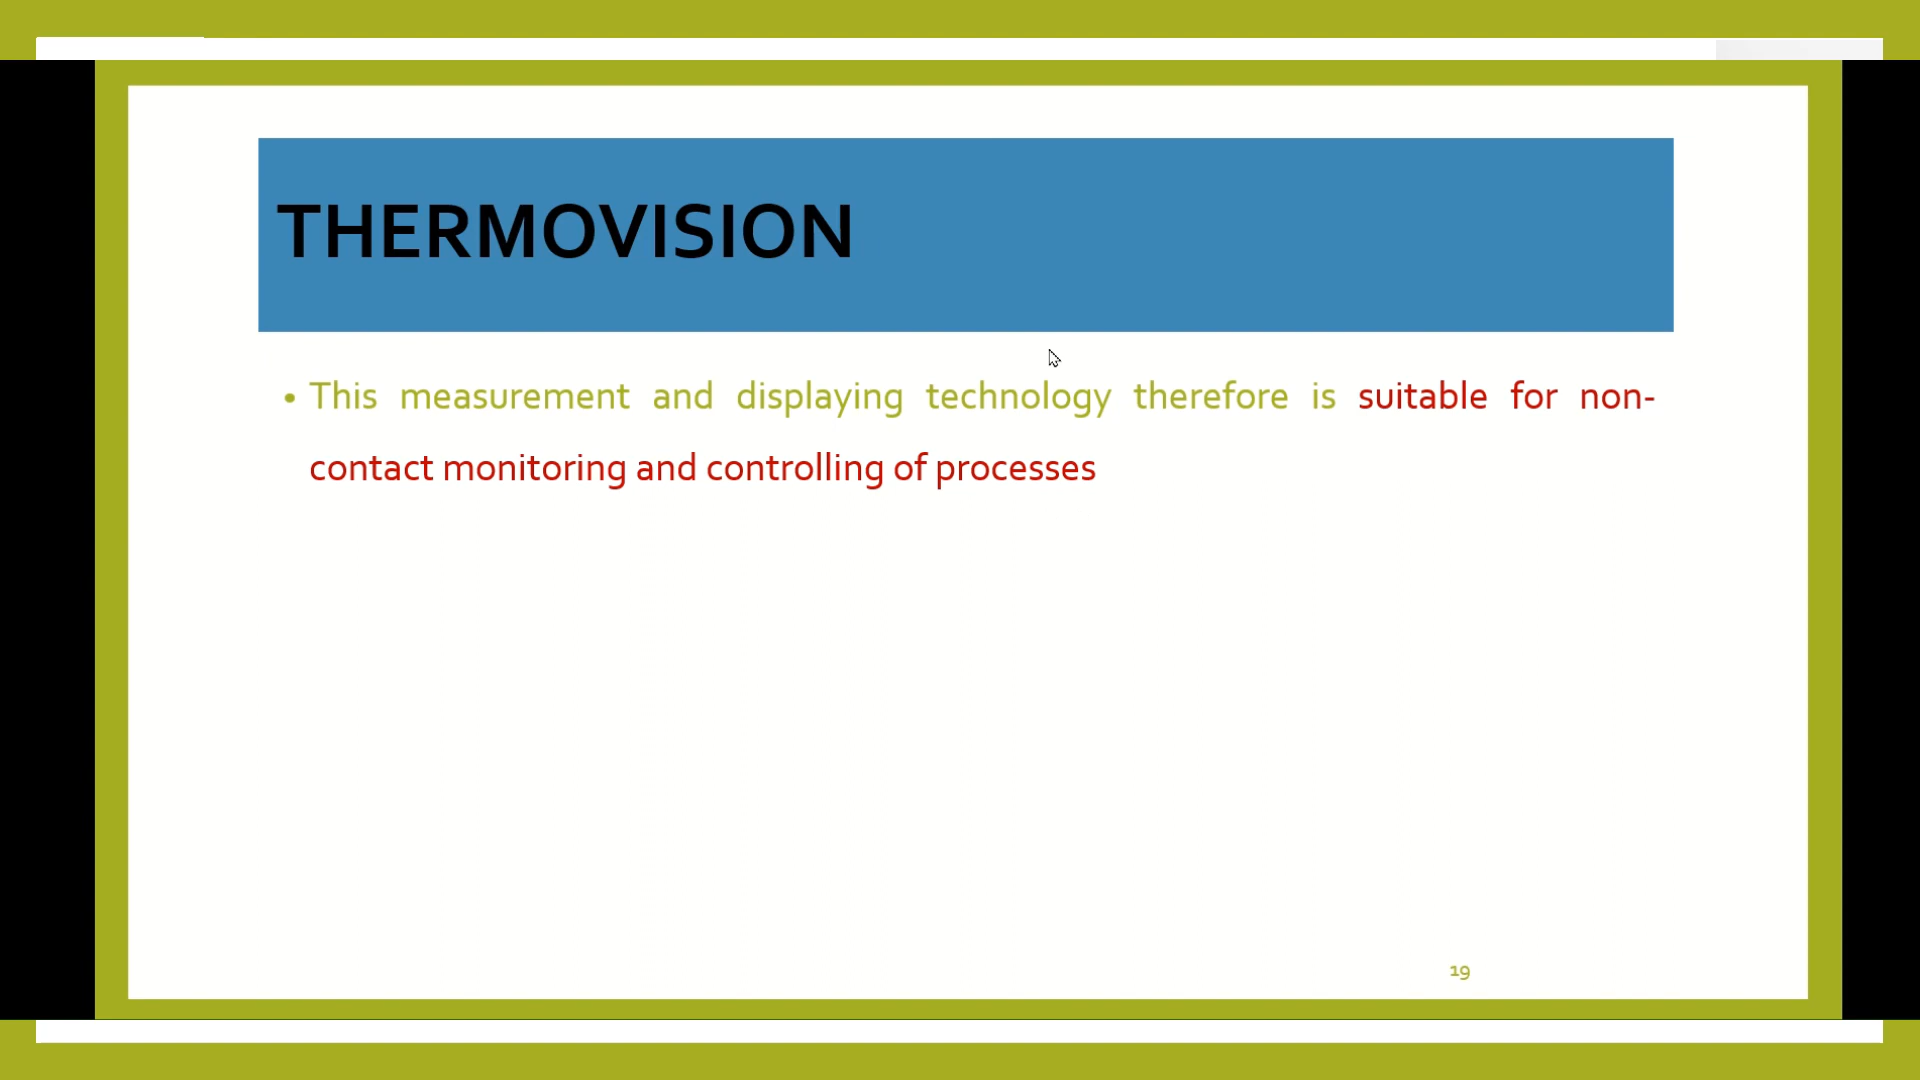 THERMOVISION
• This measurement and displaying technology therefore is suitable for non-
contact monitoring and controlling of processes
19